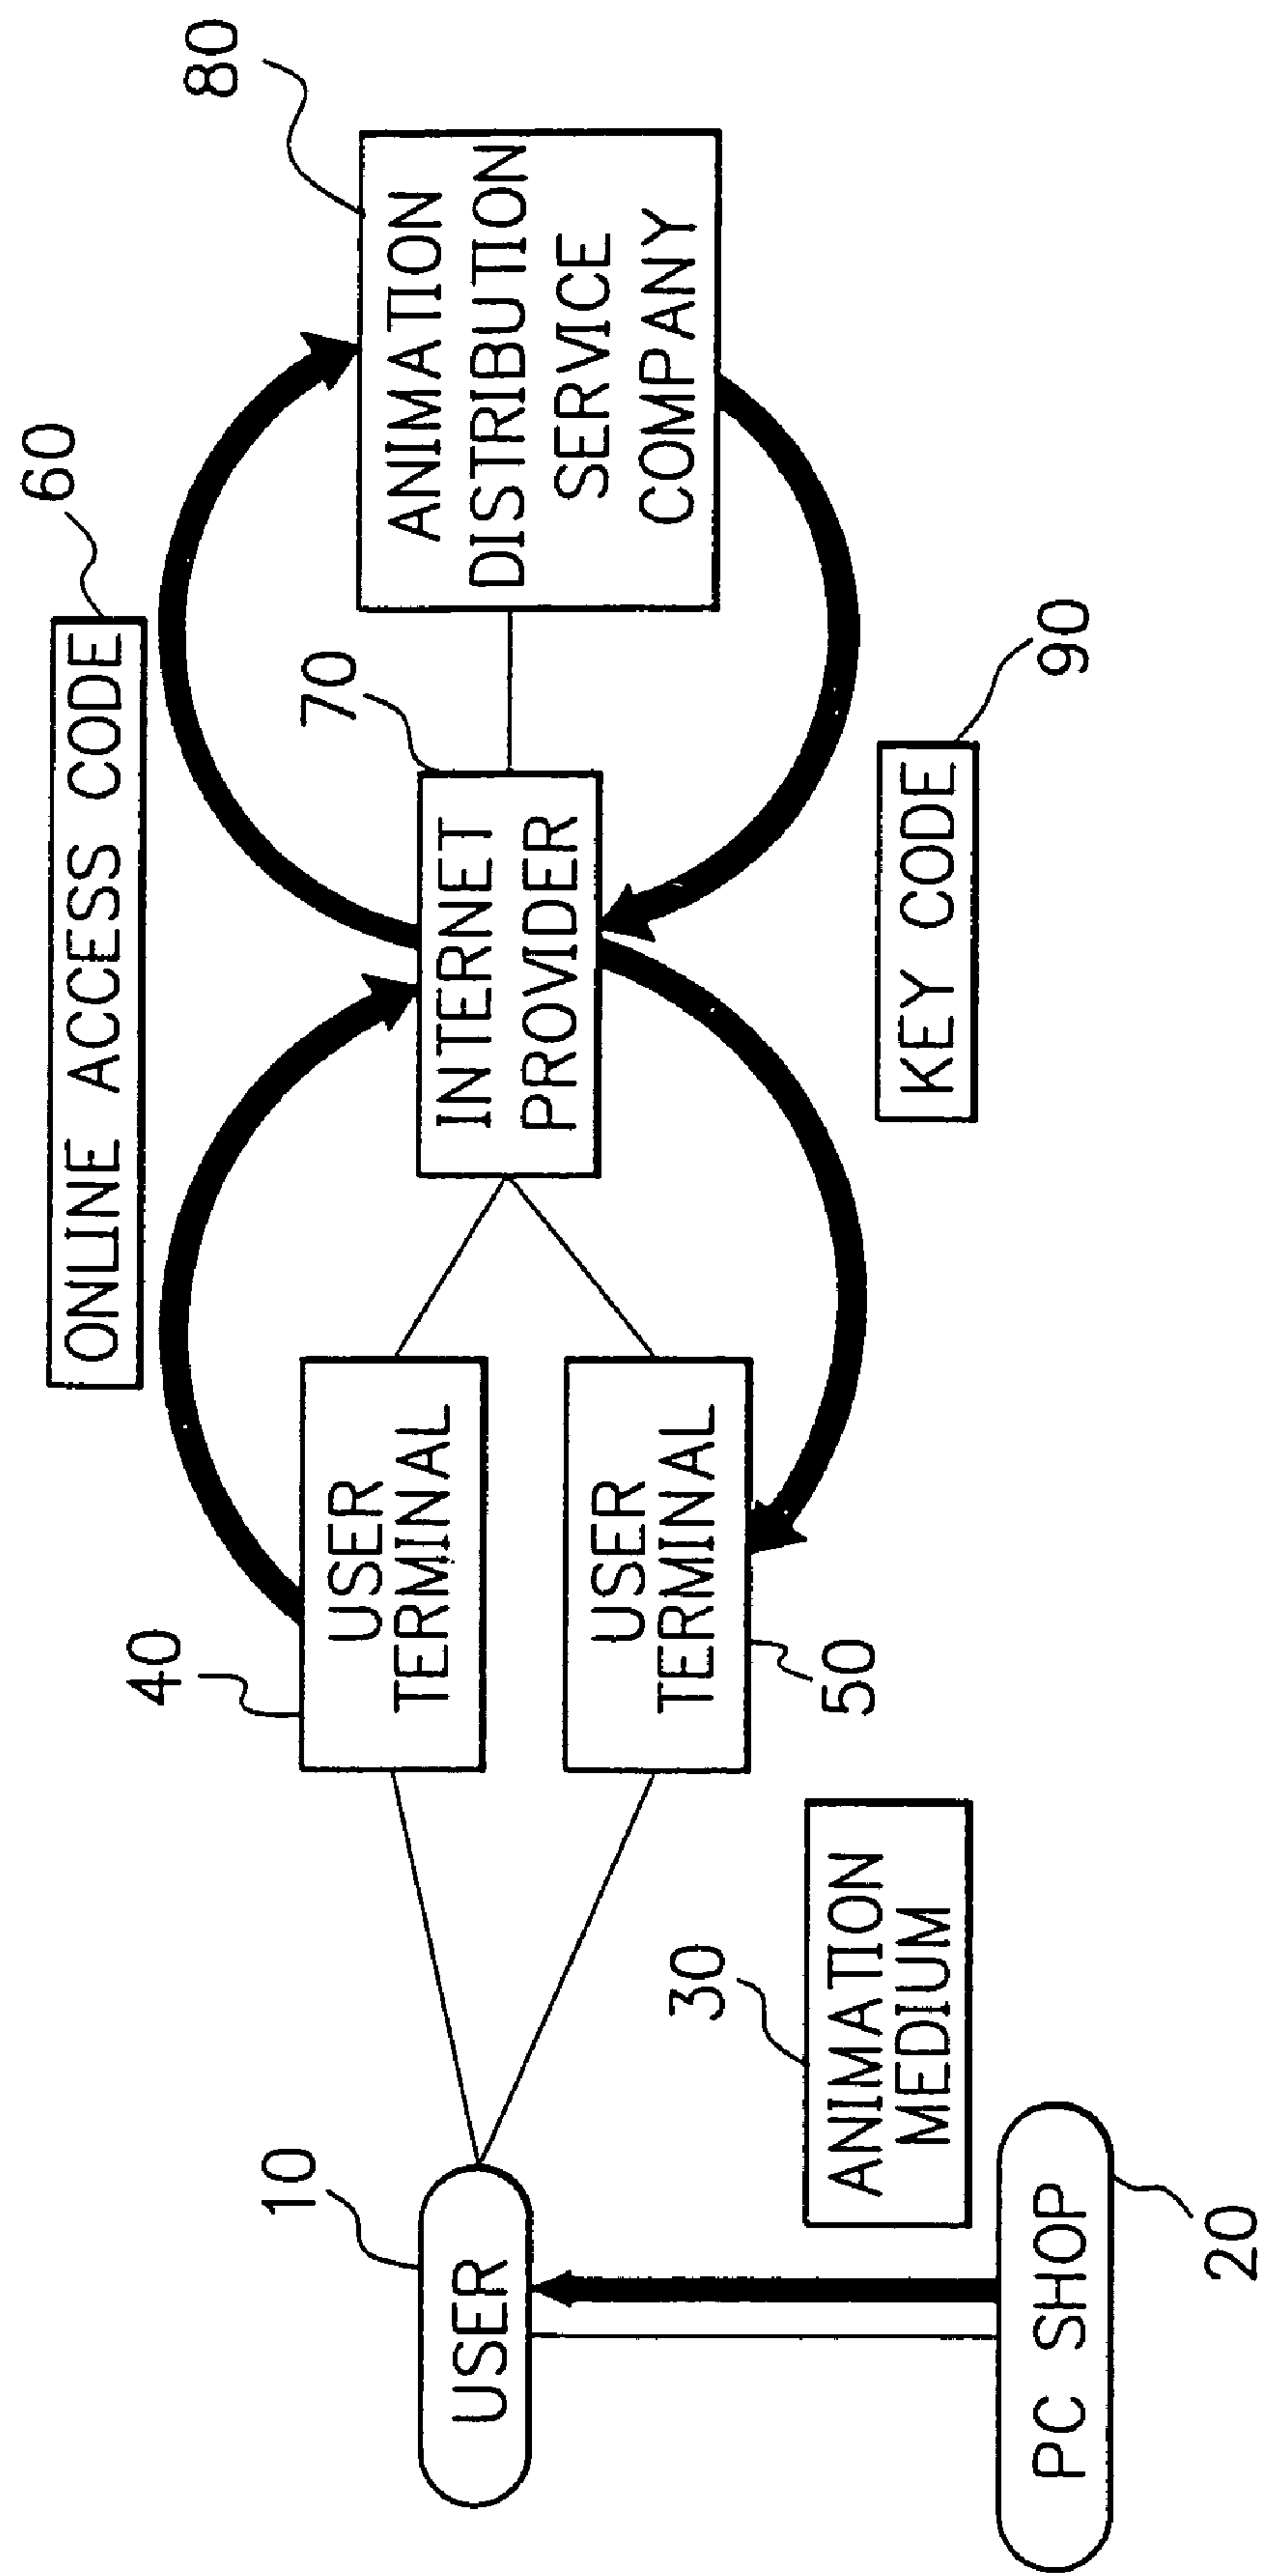 60
ONLINE ACCESS CODE
80
70
40
ANIMATION
DISTRIBUTION
SERVICE
COMPANY
INTERNET
PROVIDER
USER
TERMINAL
10
USER
USER
TERMINAL
50
KEY CODE
90
30
ANIMATION
MEDIUM
PC SHOP
20